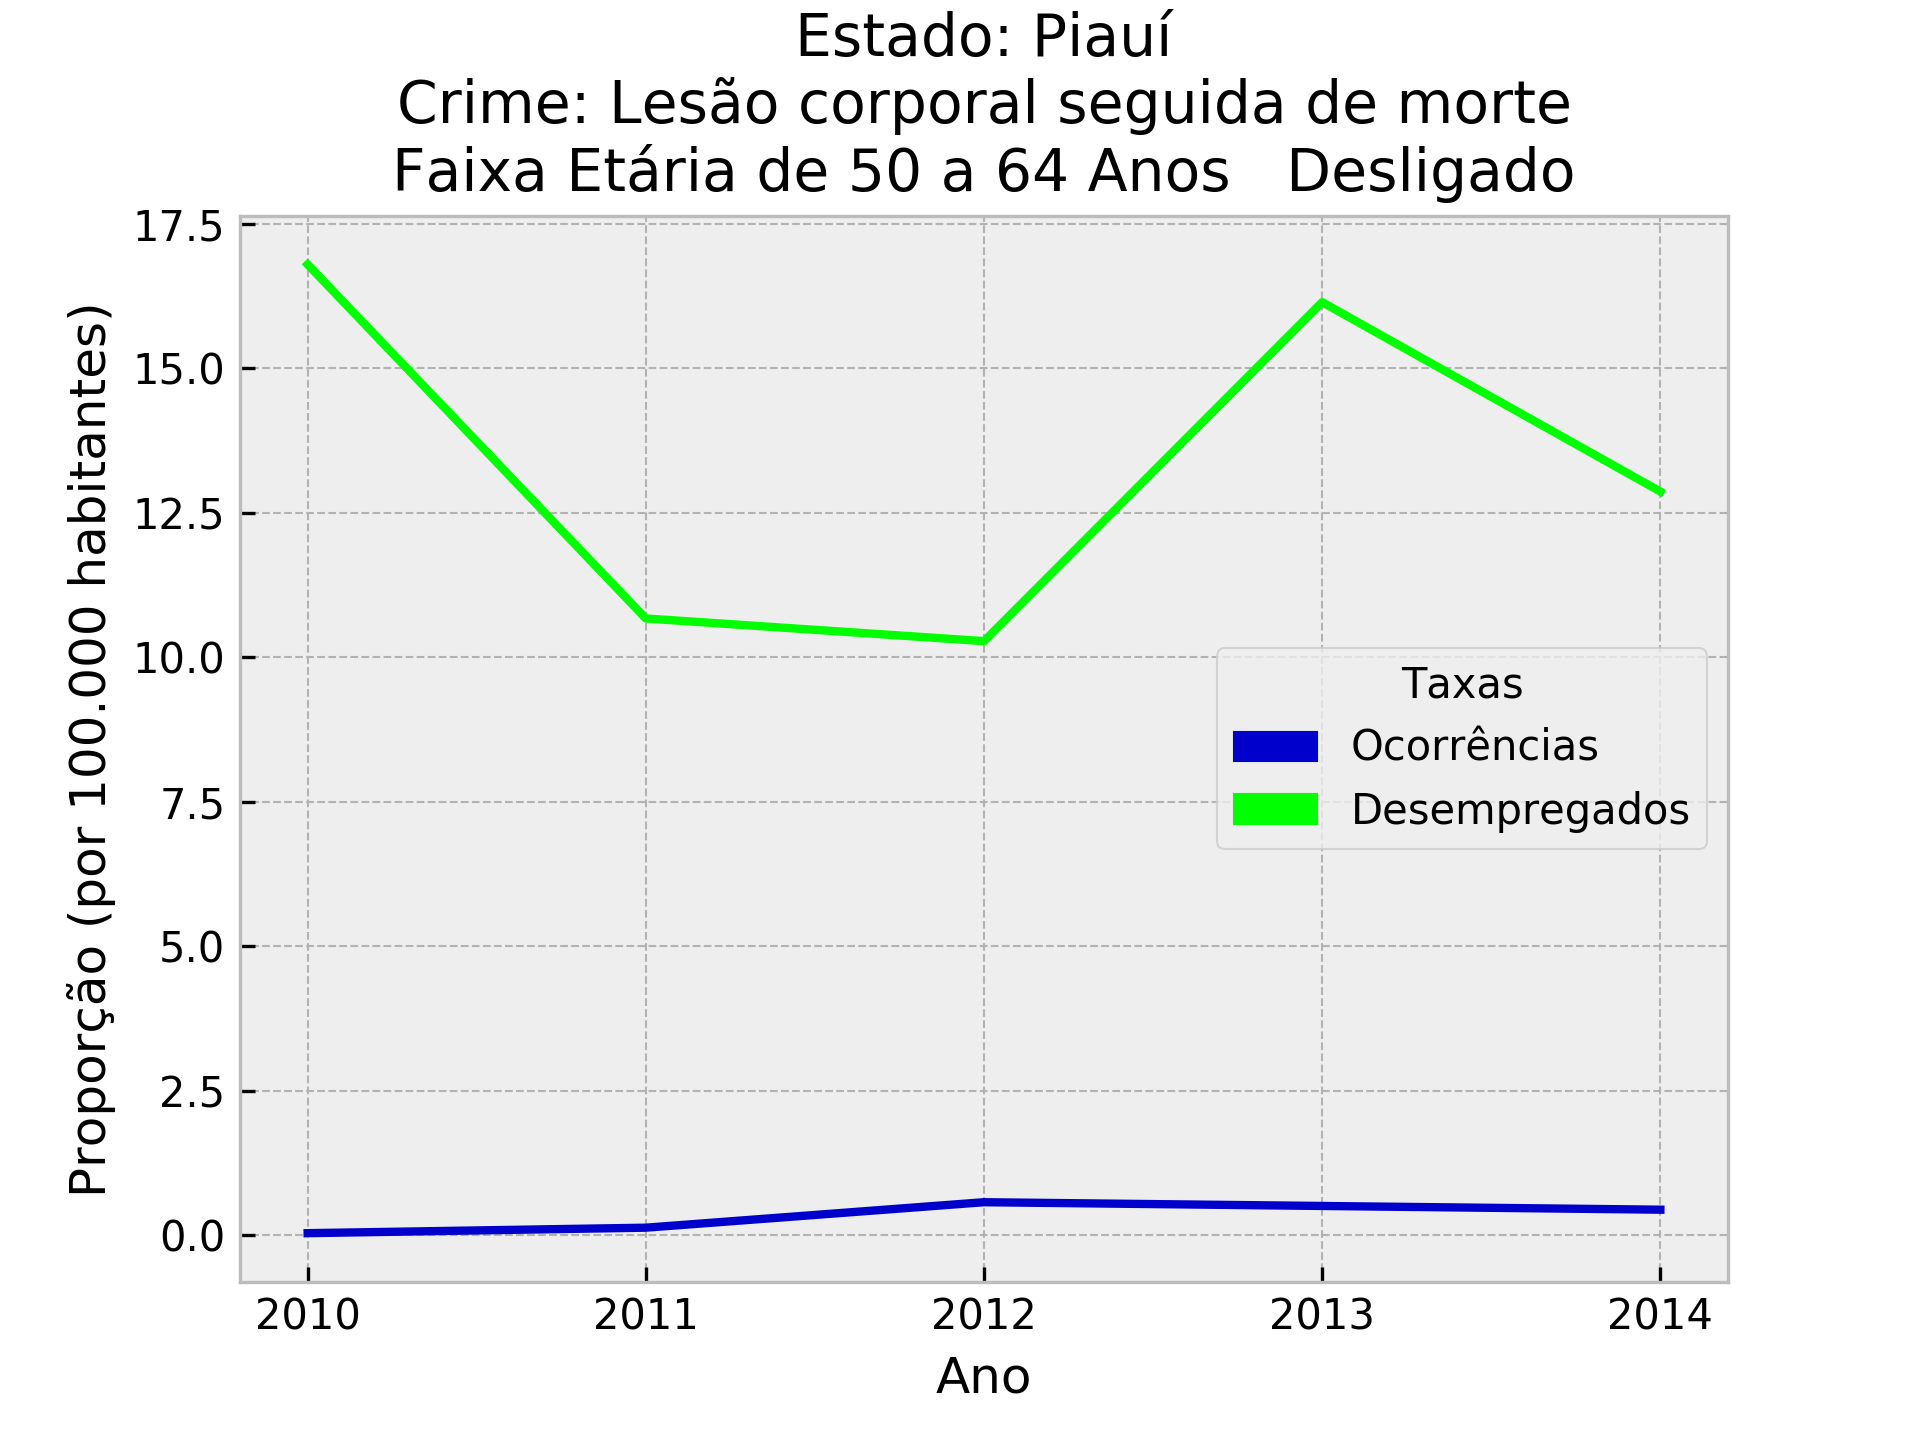 Estado: Piauí
Crime: Lesão corporal seguida de morte
Faixa Etária de 50 a 64 Anos   Desligado
Proporção (por 100.000 habitantes)
17.5
15.0
12.5
10.0
7.5
5.0
2.5
0.0
Taxas
Ocorrências
Desempregados
2010 2011 2012 2013 2014
Ano